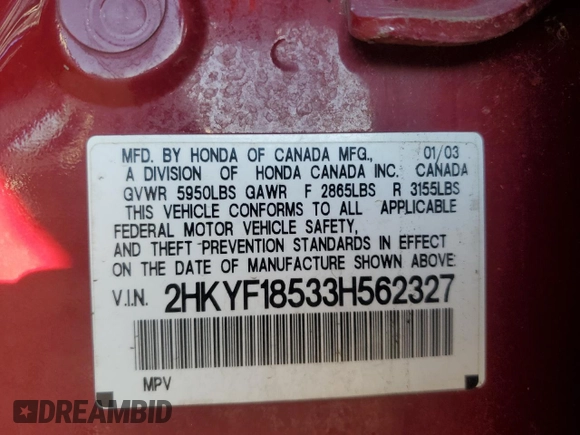 MFD. BY HONDA OF CANADA MFG., 01/03
A DIVISION OF HONDA CANADA INC. CANADA
GVWR 5950LBS GAWR F 2865LBS R 3155LBS
THIS VEHICLE CONFORMS TO ALL APPLICABLE
FEDERAL MOTOR VEHICLE SAFETY,
AND THEFT PREVENTION STANDARDS IN EFFECT
ON THE DATE OF MANUFACTURE SHOWN ABOVE.
V.I.N. 2HKYF18533H562327
MPV
DREAMBID